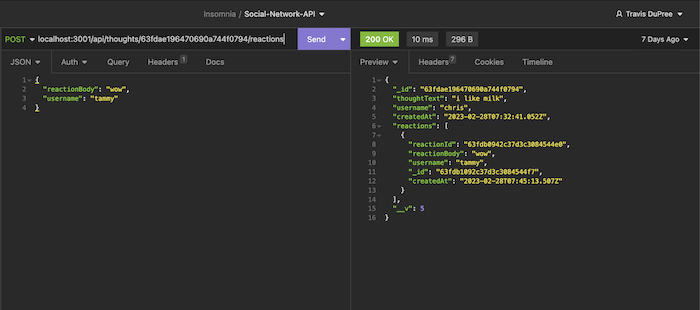 Insomnia / Social-Network-API
Travis DuPree
POST localhost:3001/api/thoughts/63fdae196470690a744f0794/reactions Send
200 OK 10 ms 296 B 7 Days Ago
JSON Auth Query Headers 1 Docs
Preview Headers 7 Cookies Timeline
1 {
2 "reactionBody": "wow",
3 "username": "tammy"
4 }
1 {
2 "_id": "63fdae196470690a744f0794",
3 "thoughtText": "i like milk",
4 "username": "chris",
5 "createdAt": "2023-02-28T07:32:41.052Z",
6 "reactions": [
7 {
8 "reactionId": "63fdb0942c37d3c3084544e0",
9 "reactionBody": "wow",
10 "username": "tammy",
11 "_id": "63fdb1092c37d3c3084544f7",
12 "createdAt": "2023-02-28T07:45:13.507Z"
13 }
14 ],
15 "__v": 5
16 }